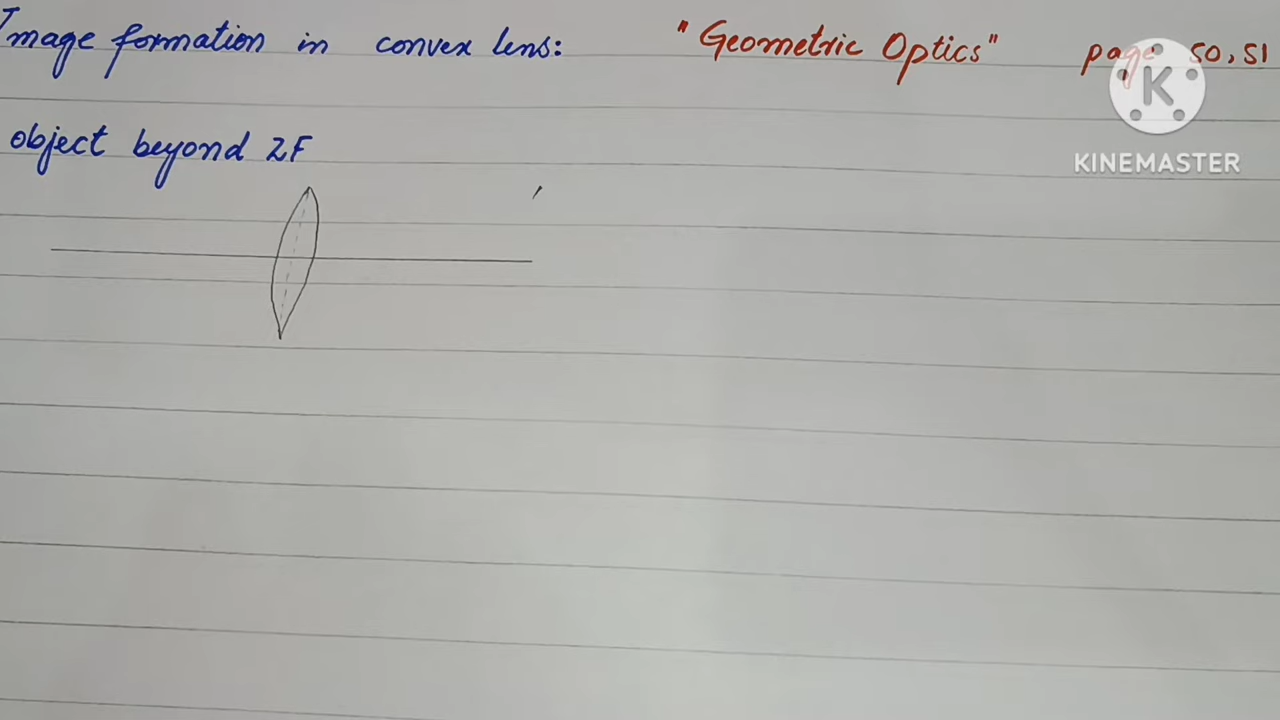 Image formation in convex lens: "Geometric Optics" page 50, 51
K
KINEMASTER
object beyond 2F